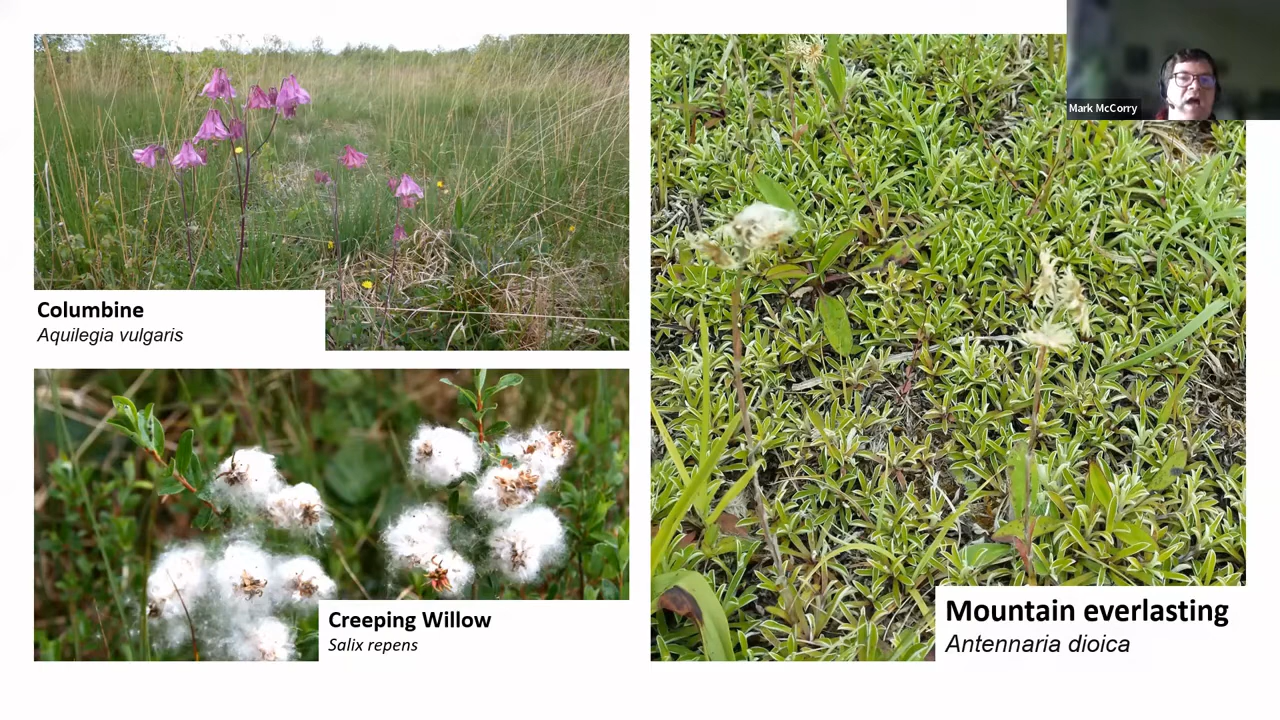 Mark McCorry
Columbine
Aquilegia vulgaris
Creeping Willow
Salix repens
Mountain everlasting
Antennaria dioica